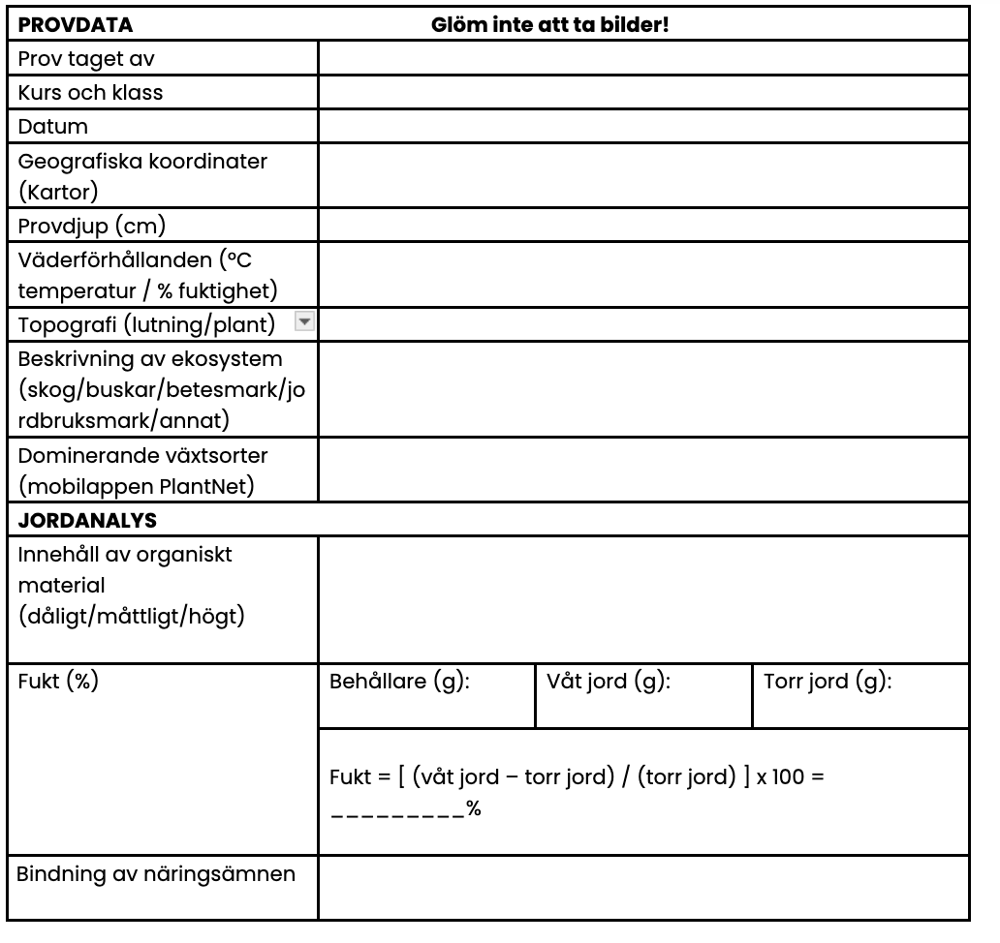 PROVDATA Glöm inte att ta bilder!
Prov taget av
Kurs och klass
Datum
Geografiska koordinater
(Kartor)
Provdjup (cm)
Väderförhållanden (°C
temperatur / % fuktighet)
Topografi (lutning/plant)
Beskrivning av ekosystem
(skog/buskar/betesmark/jo
rdbruksmark/annat)
Dominerande växtsorter
(mobilappen PlantNet)
JORDANALYS
Innehåll av organiskt
material
(dåligt/måttligt/högt)
Fukt (%) Behållare (g): Våt jord (g): Torr jord (g):
Fukt = [ (våt jord – torr jord) / (torr jord) ] x 100 =
_________%
Bindning av näringsämnen